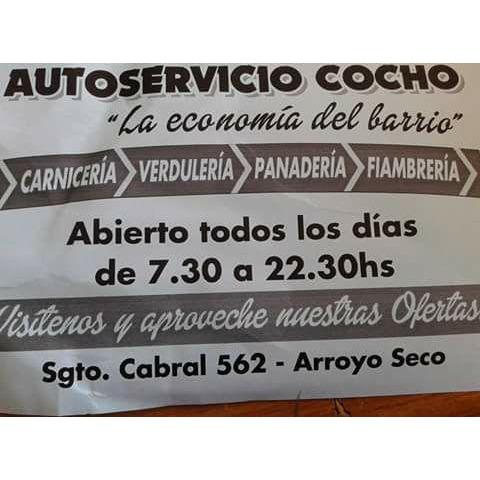 AUTOSERVICIO COCHO
"La economía del barrio"
CARNICERÍA VERDULERÍA PANADERÍA FIAMBRERÍA
Abierto todos los días
de 7.30 a 22.30hs
Visítenos y aproveche nuestras Ofertas
Sgto. Cabral 562 - Arroyo Seco